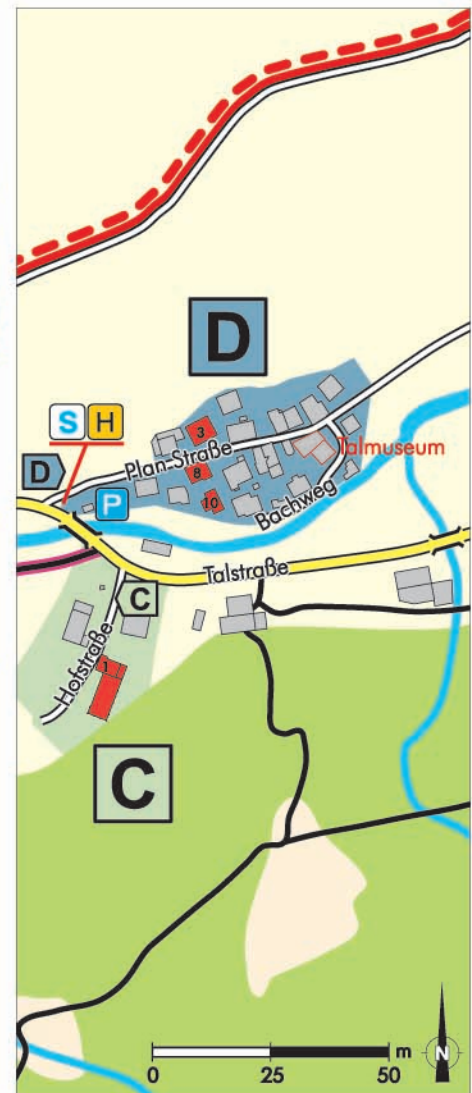 D
S H
3
Plan-Straße
Talmuseum
D
8
P
10
Bachweg
Talstraße
C
Hofstraße
1
C
m
N
0 25 50